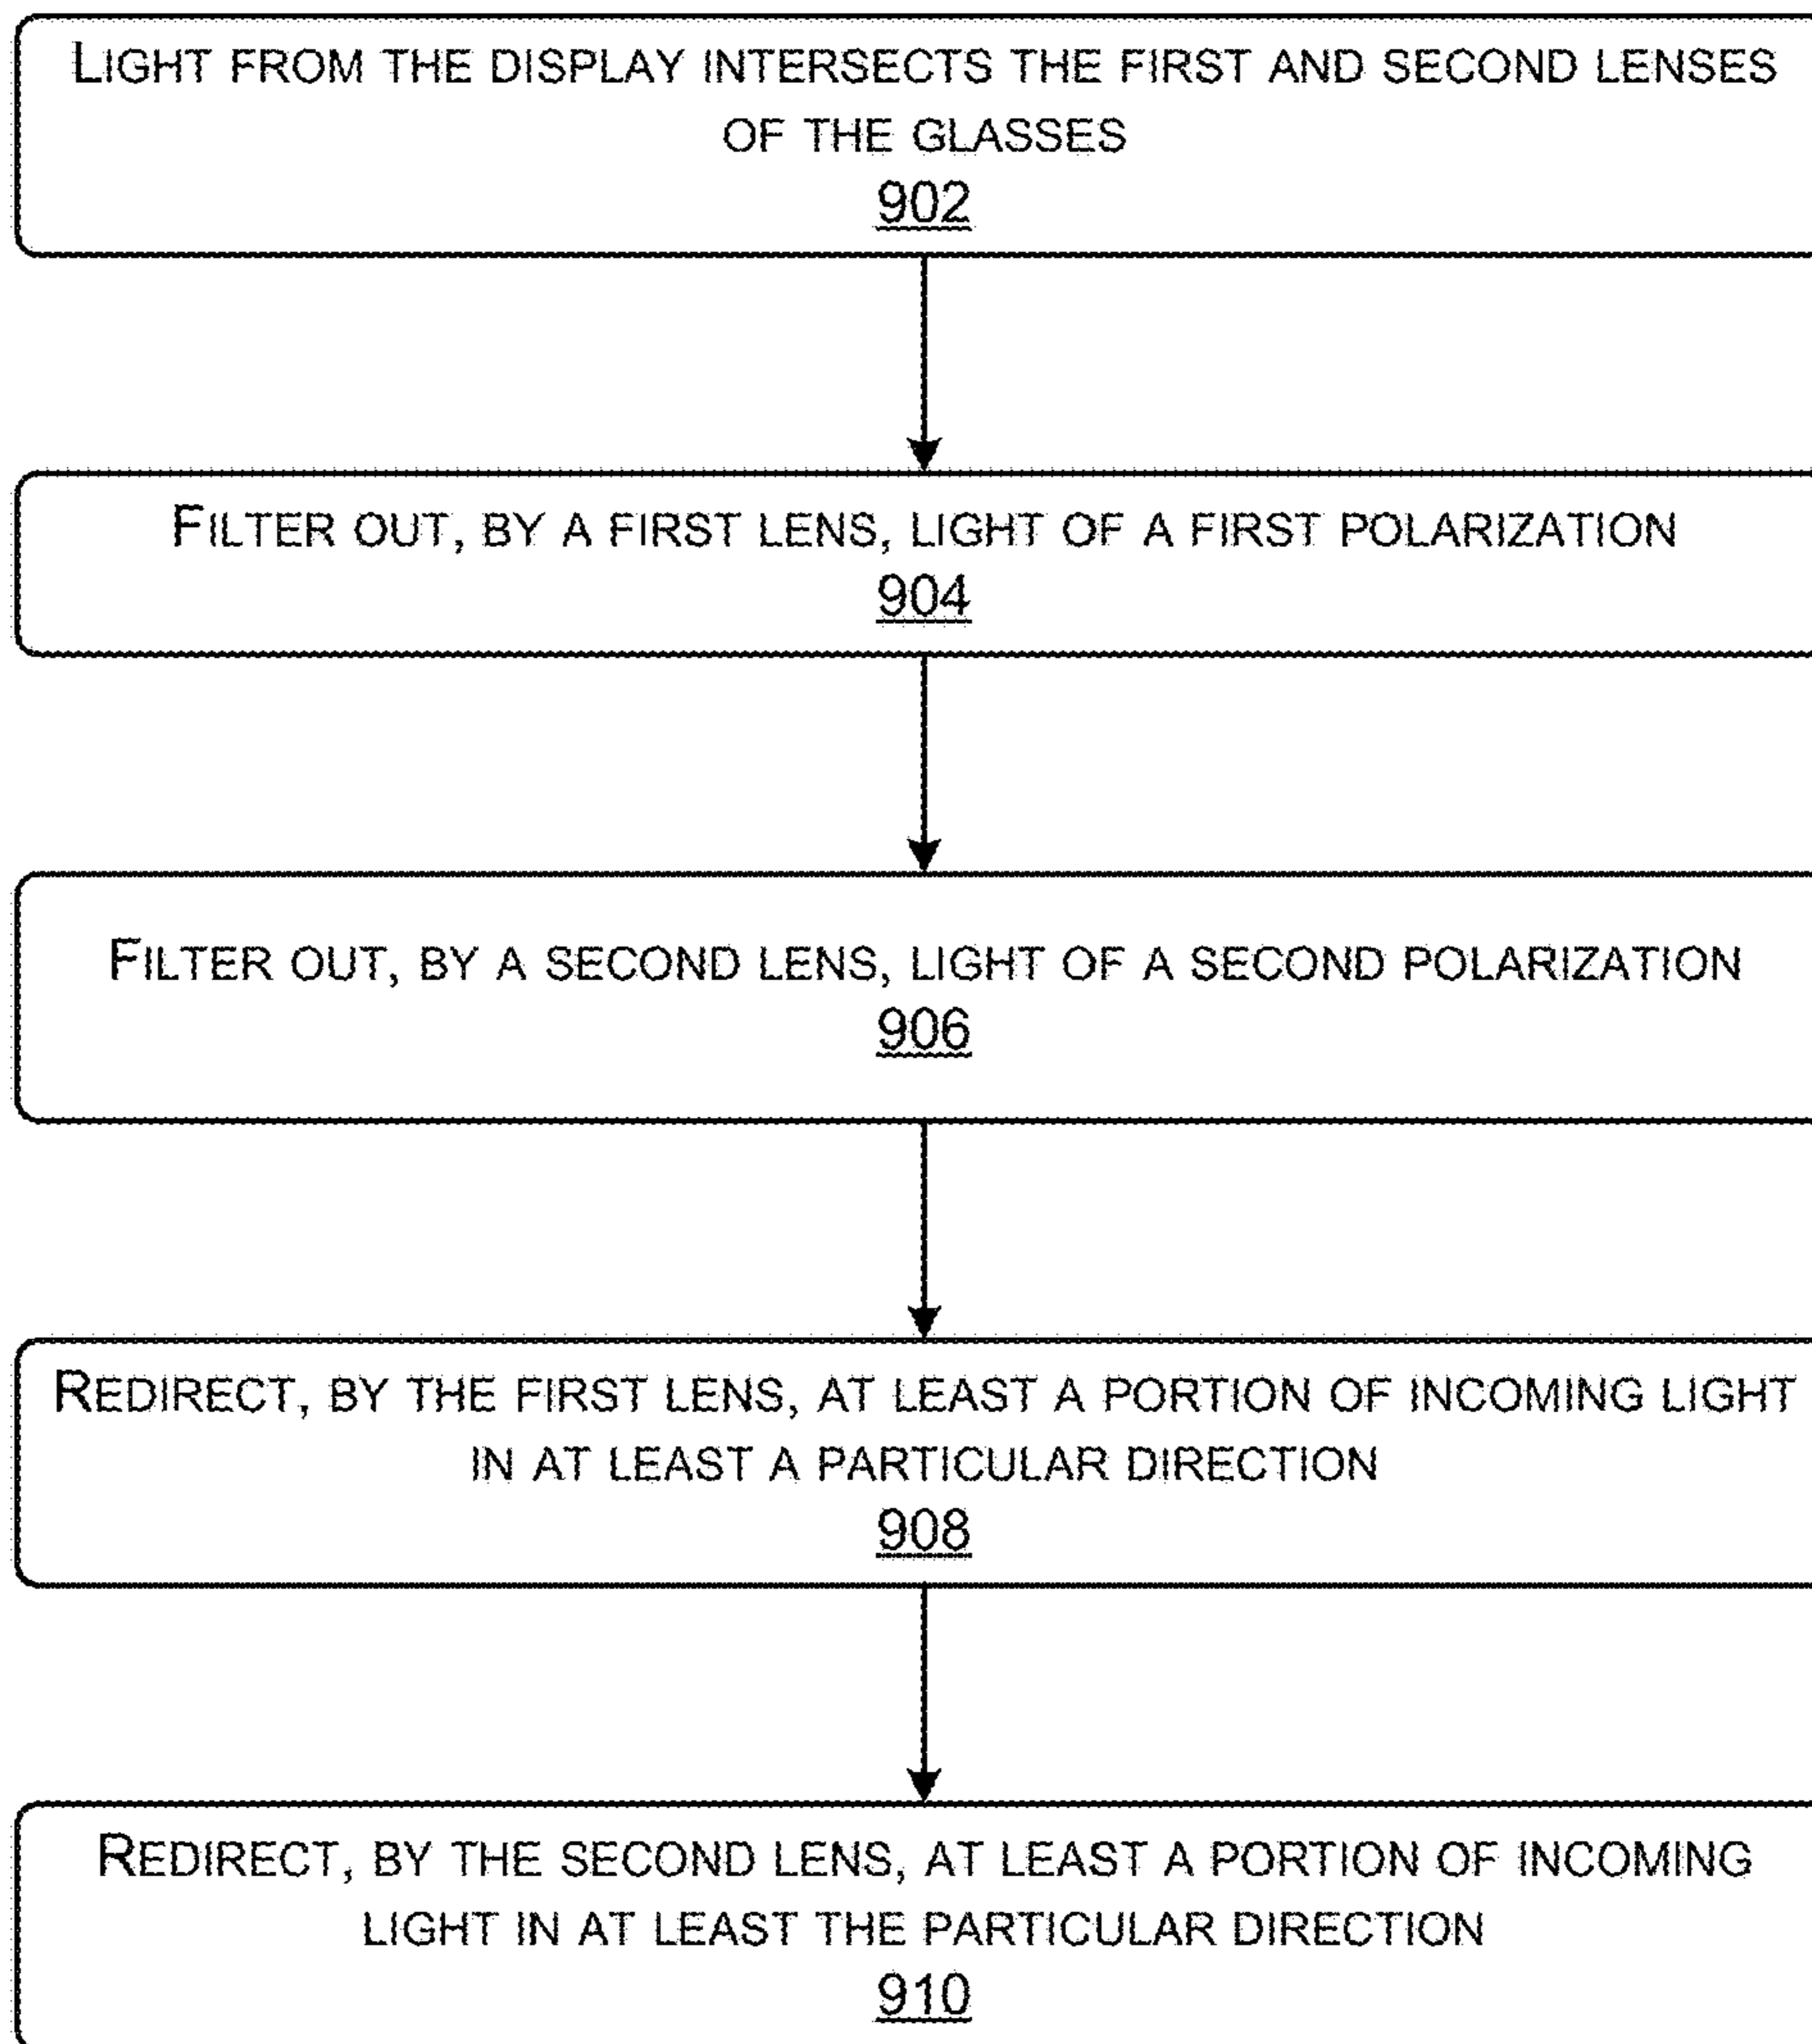 LIGHT FROM THE DISPLAY INTERSECTS THE FIRST AND SECOND LENSES
OF THE GLASSES
902
FILTER OUT, BY A FIRST LENS, LIGHT OF A FIRST POLARIZATION
904
FILTER OUT, BY A SECOND LENS, LIGHT OF A SECOND POLARIZATION
906
REDIRECT, BY THE FIRST LENS, AT LEAST A PORTION OF INCOMING LIGHT
IN AT LEAST A PARTICULAR DIRECTION
908
REDIRECT, BY THE SECOND LENS, AT LEAST A PORTION OF INCOMING
LIGHT IN AT LEAST THE PARTICULAR DIRECTION
910